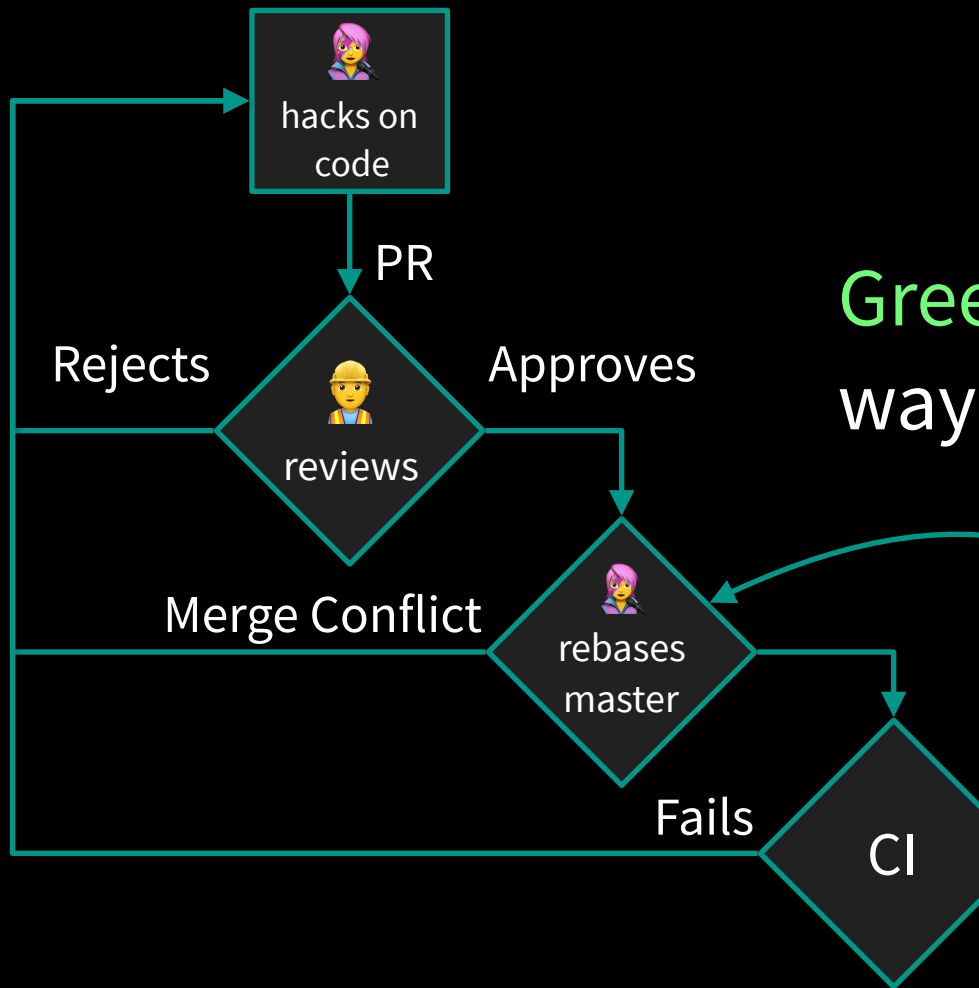 hacks on
code
PR
Rejects
Approves
reviews
way
Merge Conflict
rebases
master
Fails
CI